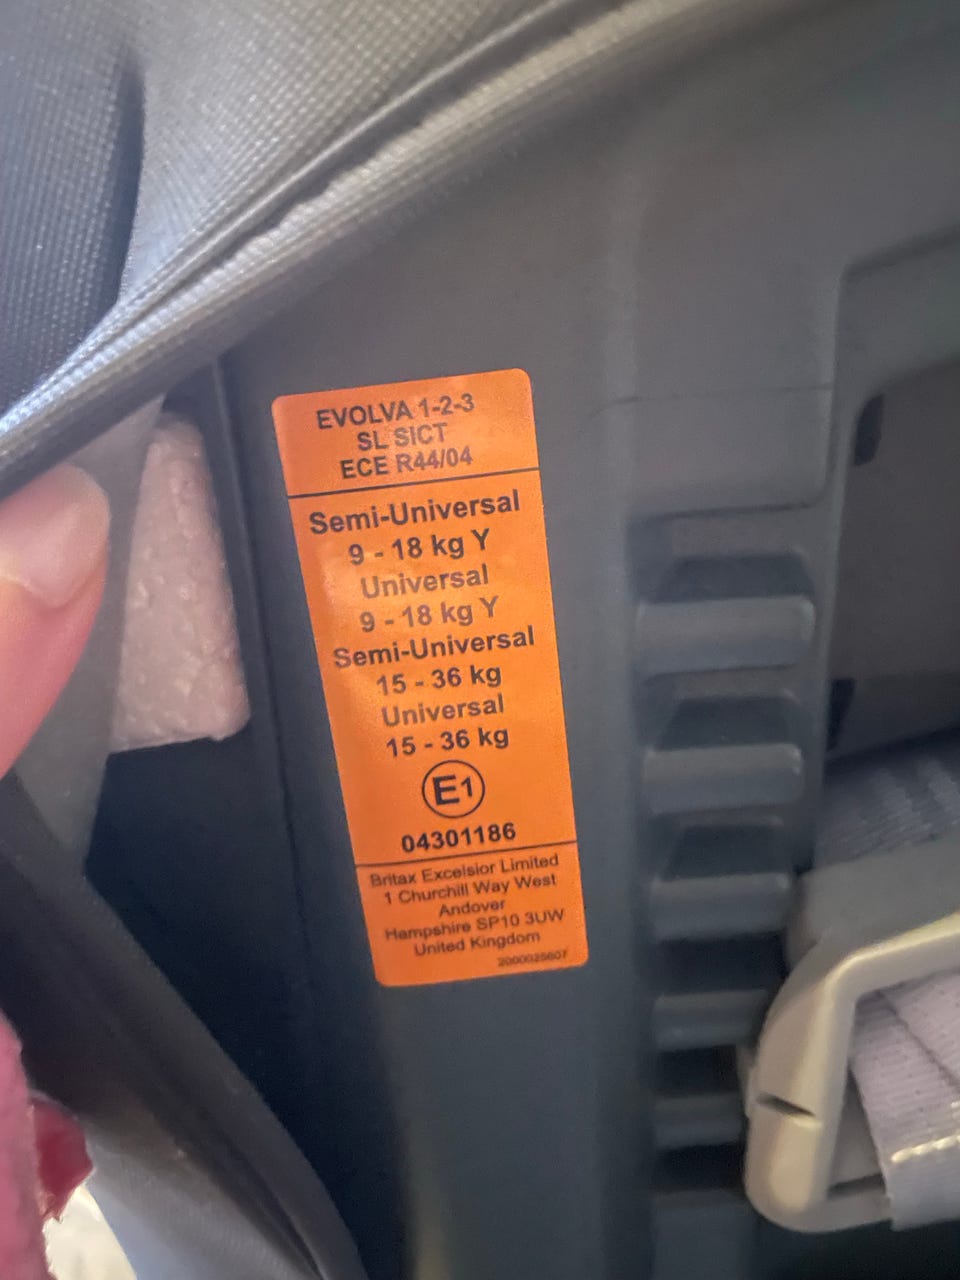 EVOLVA 1-2-3
SL SICT
ECE R44/04
Semi-Universal
9 - 18 kg Y
Universal
9 - 18 kg Y
Semi-Universal
15 - 36 kg
Universal
15 - 36 kg
E1
04301186
Britax Excelsior Limited
1 Churchill Way West
Andover
Hampshire SP10 3UW
United Kingdom
2000025607